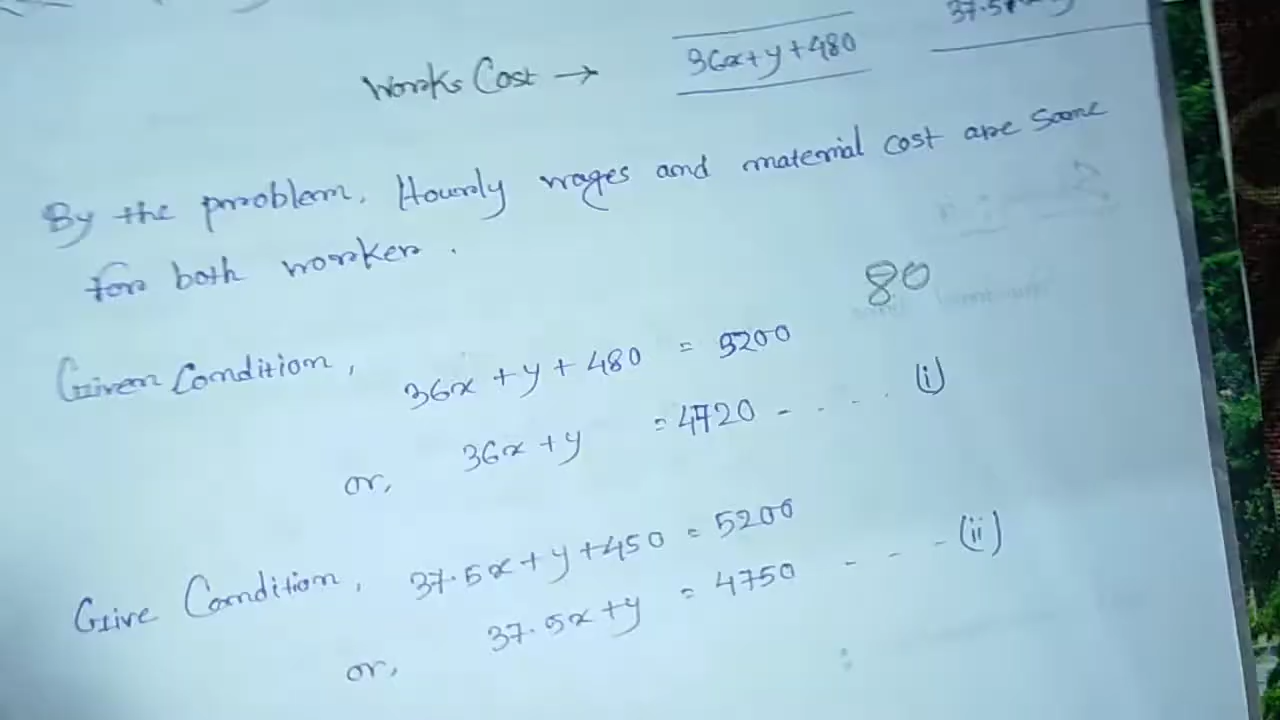 Works Cost → 36x+y+480
By the problem, Hourly wages and material cost are same
for both worker.
80
Given Condition, 36x + y + 480 = 5200
or, 36x + y = 4720 - - - - (i)
Give Condition, 37.5x + y + 450 = 5200
or, 37.5x + y = 4750 - - - (ii)